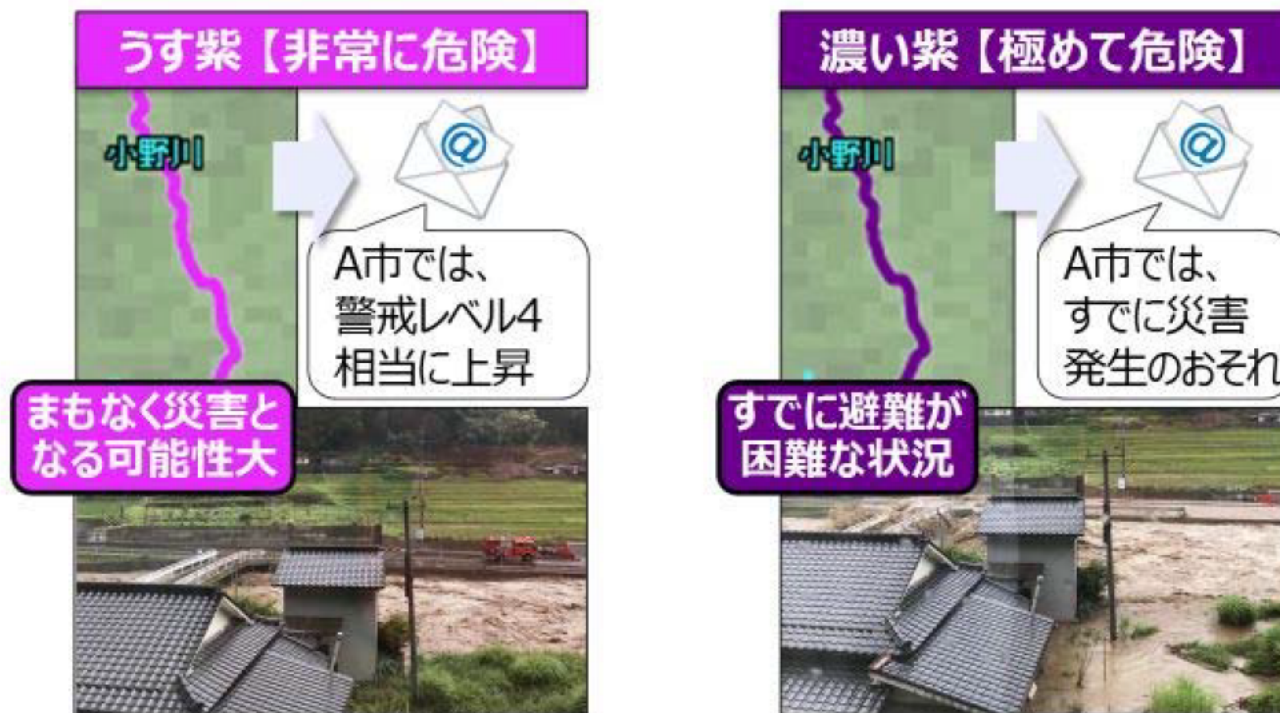 うす紫【非常に危険】
小野川
@
A市では、
警戒レベル4
相当に上昇
まもなく災害と
なる可能性大
濃い紫【極めて危険】
小野川
@
A市では、
すでに災害
発生のおそれ
すでに避難が
困難な状況